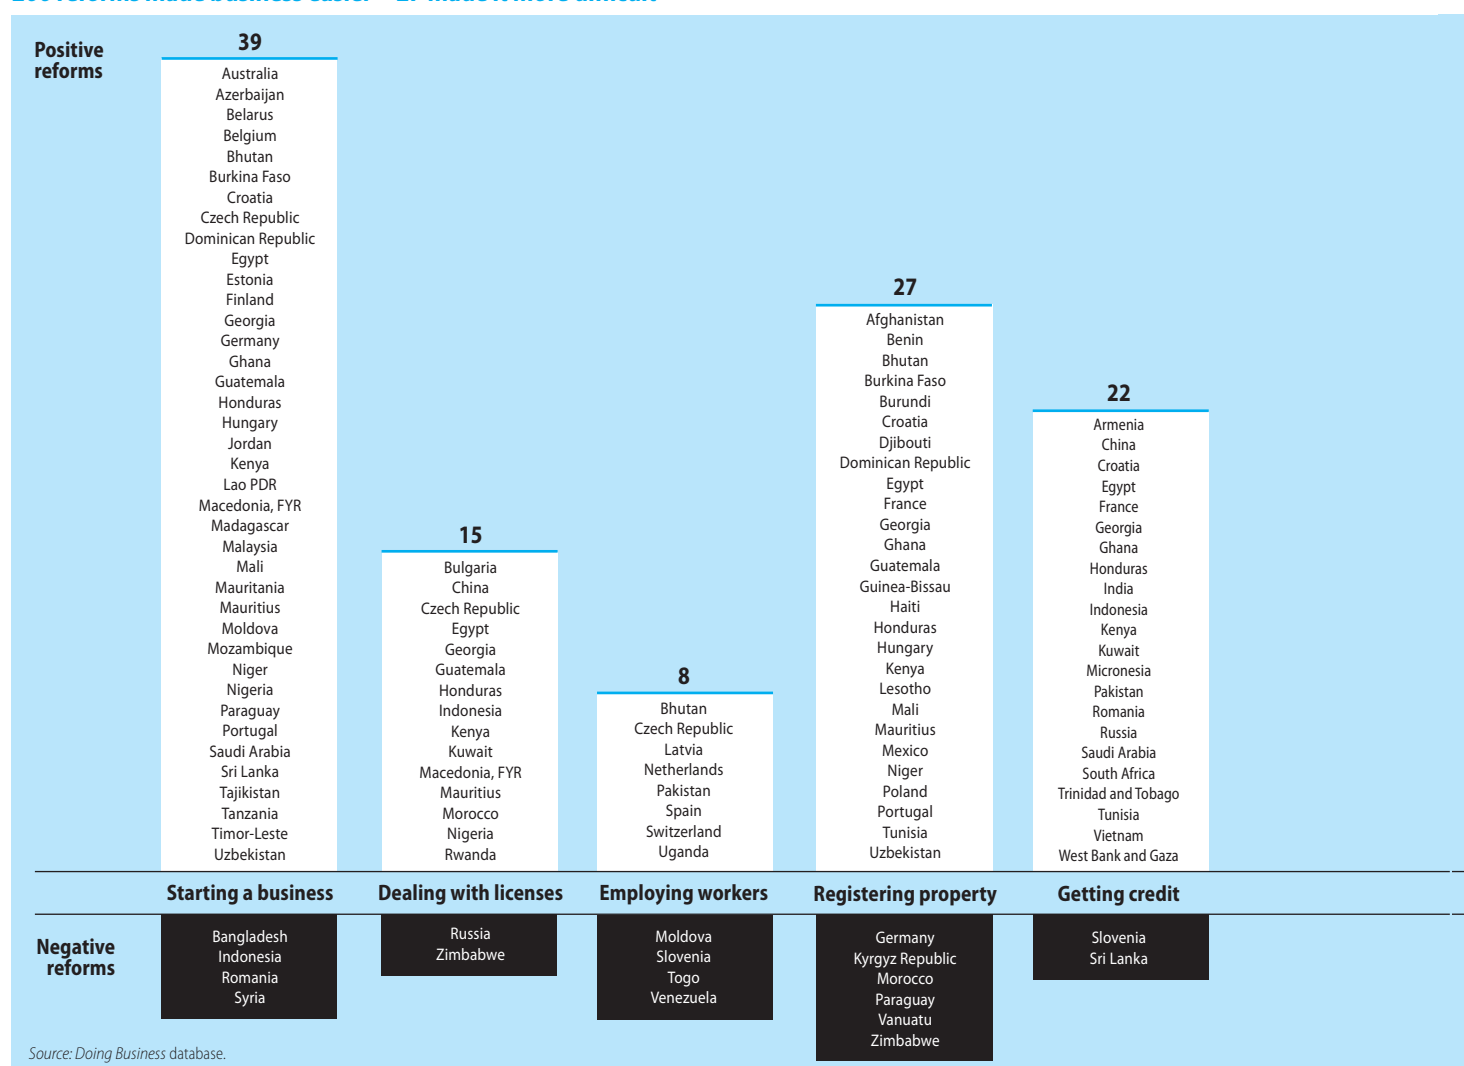 Positive
reforms
39
Australia
Azerbaijan
Belarus
Belgium
Bhutan
Burkina Faso
Croatia
Czech Republic
Dominican Republic
Egypt
Estonia
Finland
Georgia
Germany
Ghana
Guatemala
Honduras
Hungary
Jordan
Kenya
Lao PDR
Macedonia, FYR
Madagascar
Malaysia
Mali
Mauritania
Mauritius
Moldova
Mozambique
Niger
Nigeria
Paraguay
Portugal
Saudi Arabia
Sri Lanka
Tajikistan
Tanzania
Timor-Leste
Uzbekistan
15
Bulgaria
China
Czech Republic
Egypt
Georgia
Guatemala
Honduras
Indonesia
Kenya
Kuwait
Macedonia, FYR
Mauritius
Morocco
Nigeria
Rwanda
8
Bhutan
Czech Republic
Latvia
Netherlands
Pakistan
Spain
Switzerland
Uganda
27
Afghanistan
Benin
Bhutan
Burkina Faso
Burundi
Croatia
Djibouti
Dominican Republic
Egypt
France
Georgia
Ghana
Guatemala
Guinea-Bissau
Haiti
Honduras
Hungary
Kenya
Lesotho
Mali
Mauritius
Mexico
Niger
Poland
Portugal
Tunisia
Uzbekistan
22
Armenia
China
Croatia
Egypt
France
Georgia
Ghana
Honduras
India
Indonesia
Kenya
Kuwait
Micronesia
Pakistan
Romania
Russia
Saudi Arabia
South Africa
Trinidad and Tobago
Tunisia
Vietnam
West Bank and Gaza
Starting a business
Dealing with licenses
Employing workers
Registering property
Getting credit
Negative
reforms
Bangladesh
Indonesia
Romania
Syria
Russia
Zimbabwe
Moldova
Slovenia
Togo
Venezuela
Germany
Kyrgyz Republic
Morocco
Paraguay
Vanuatu
Zimbabwe
Slovenia
Sri Lanka
Source: Doing Business database.